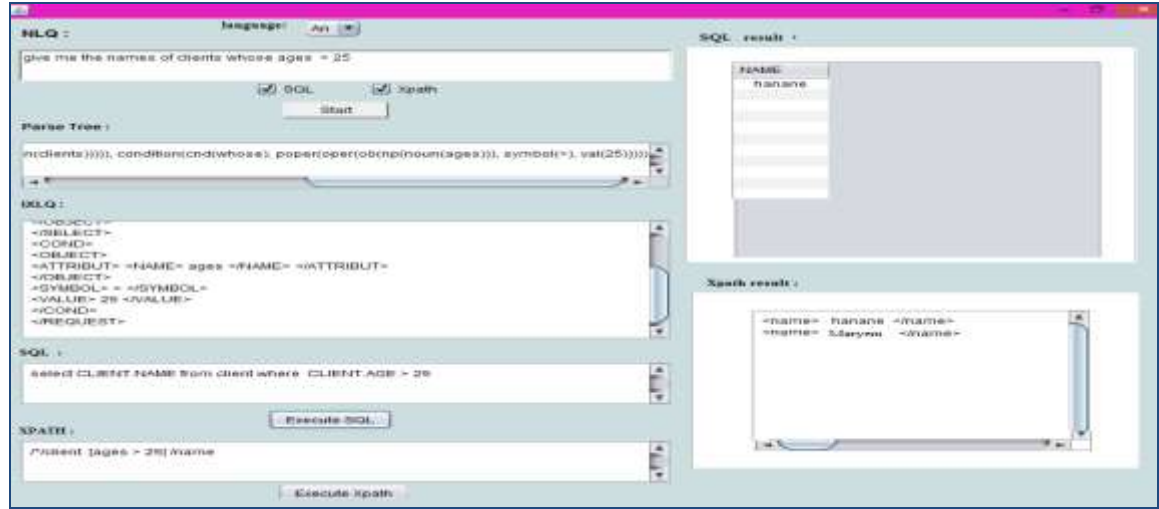 NLQ :
language: An
give me the names of clients whose ages = 25
SQL Xpath
Start
Parse Tree :
n(clients))))), condition(cnd(whose), poper(oper(ob(np(noun(ages))), symbol(=), val(25)))))
IXLQ :
</OBJECT>
</SELECT>
<COND>
<OBJECT>
<ATTRIBUT> <NAME> ages </NAME> </ATTRIBUT>
</OBJECT>
<SYMBOL> = </SYMBOL>
<VALUE> 25 </VALUE>
</COND>
</REQUEST>
SQL :
select CLIENT.NAME from client where CLIENT.AGE > 25
Execute SQL
XPATH :
/*/client [ages > 25] /name
Execute Xpath
SQL result :
NAME
hanane
Xpath result :
<name> hanane </name>
<name> Maryem </name>